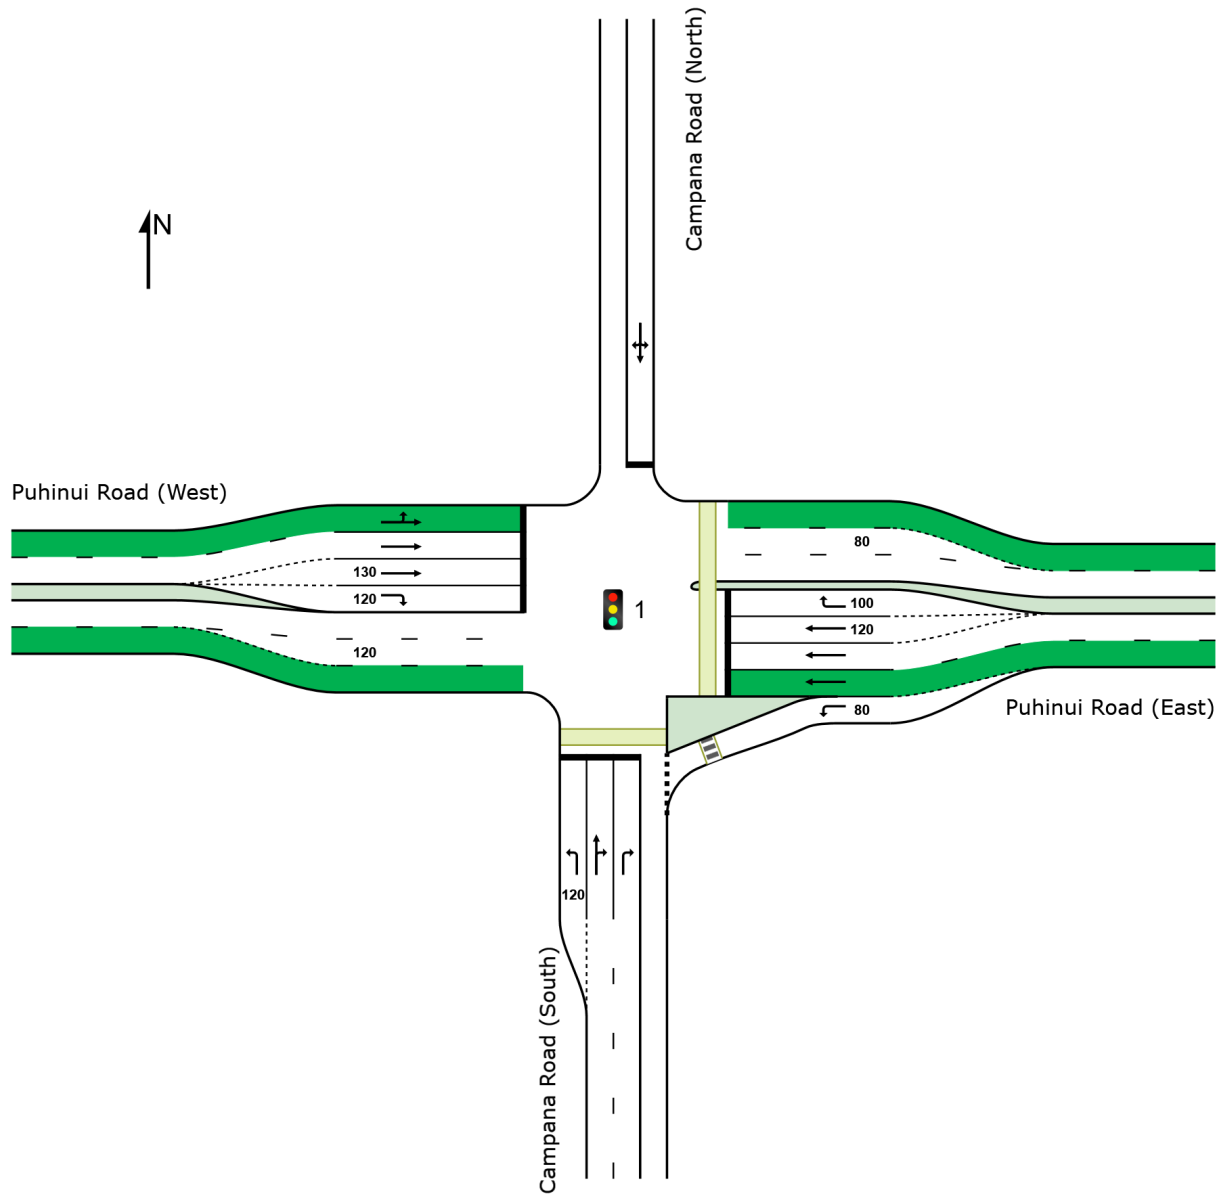 Campana Road (North)
N
Puhinui Road (West)
80
130
120
100
1
120
120
Puhinui Road (East)
80
120
Campana Road (South)